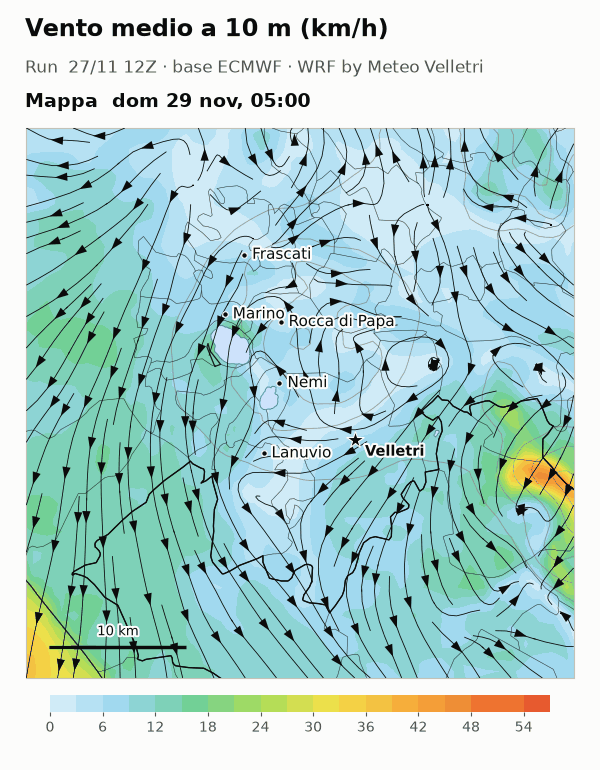 Vento medio a 10 m (km/h)
Run  27/11 12Z · base ECMWF · WRF by Meteo Velletri
Mappa  dom 29 nov, 05:00
Frascati
Marino
Rocca di Papa
Nemi
Velletri
Lanuvio
10 km
0 6 12 18 24 30 36 42 48 54